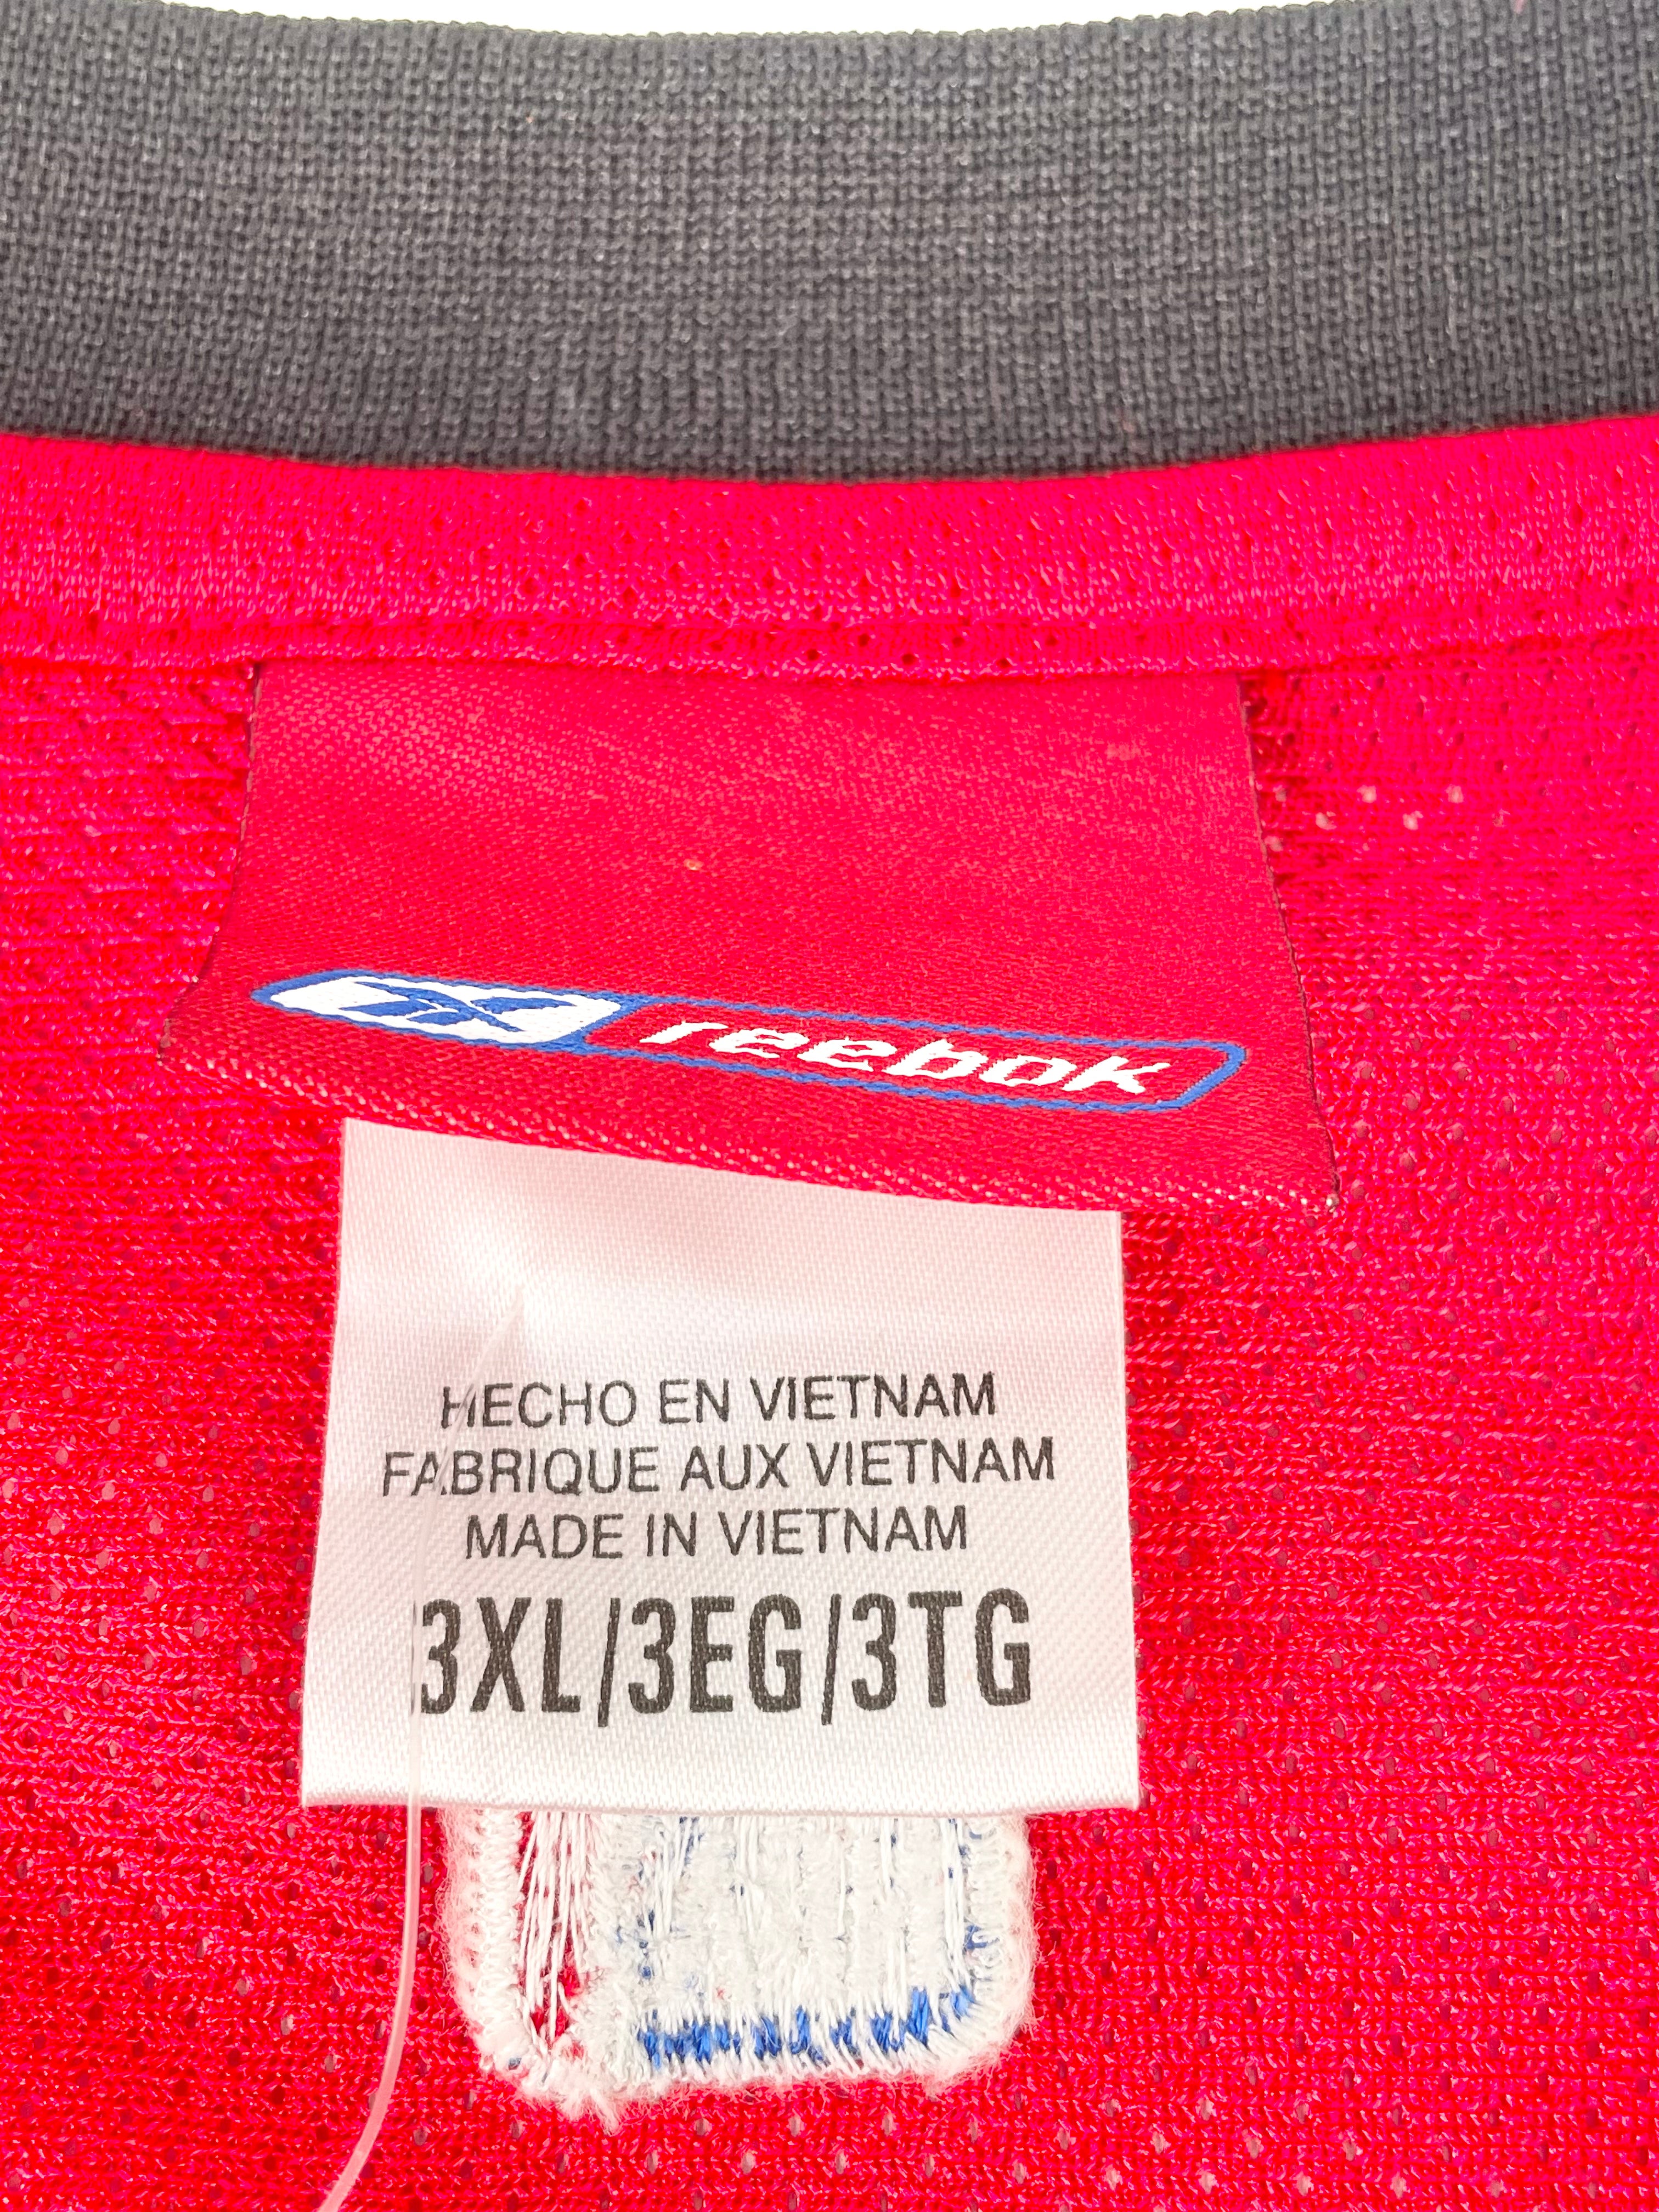 reebok
HECHO EN VIETNAM
FABRIQUE AUX VIETNAM
MADE IN VIETNAM
3XL/3EG/3TG